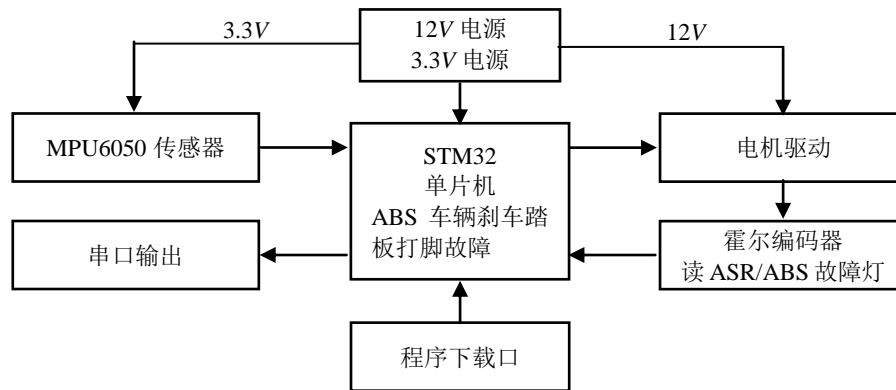 3.3V
12V 电源
3.3V 电源
12V
MPU6050 传感器
STM32
单片机
ABS 车辆刹车踏
板打脚故障
电机驱动
串口输出
霍尔编码器
读 ASR/ABS 故障灯
程序下载口